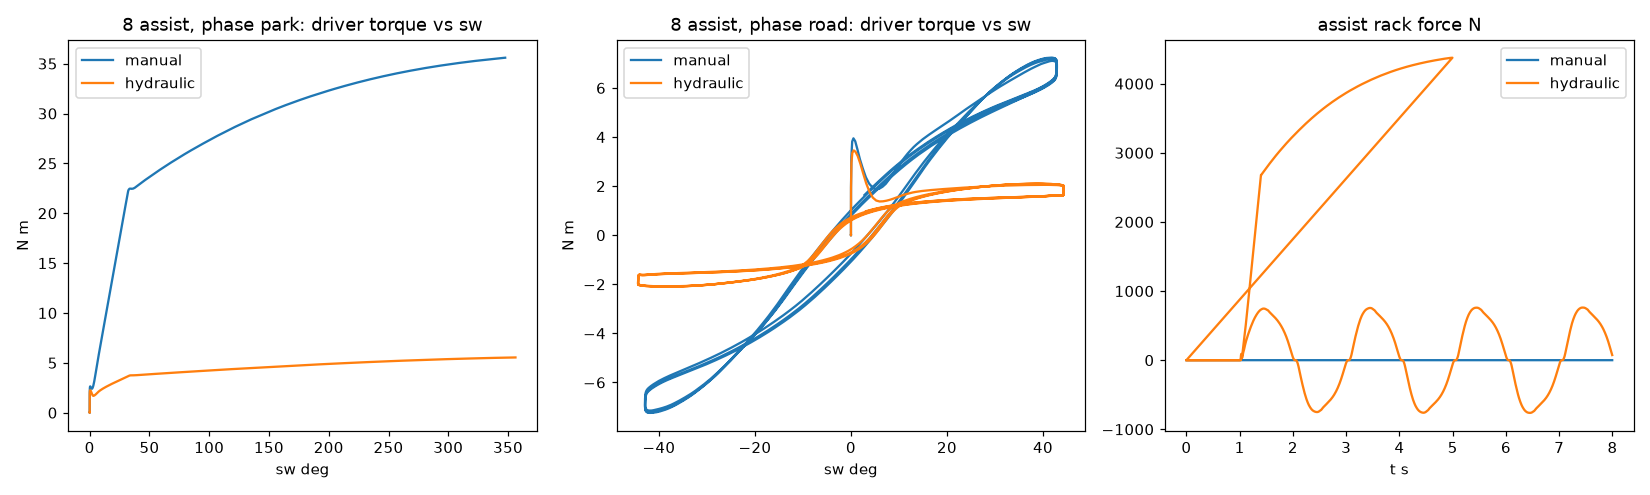 8 assist, phase park: driver torque vs sw
manual
hydraulic
35
30
25
20
15
10
5
0
N m
0 50 100 150 200 250 300 350
sw deg
8 assist, phase road: driver torque vs sw
manual
hydraulic
6
4
2
0
−2
−4
−6
N m
−40 −20 0 20 40
sw deg
assist rack force N
manual
hydraulic
4000
3000
2000
1000
0
−1000
0 1 2 3 4 5 6 7 8
t s